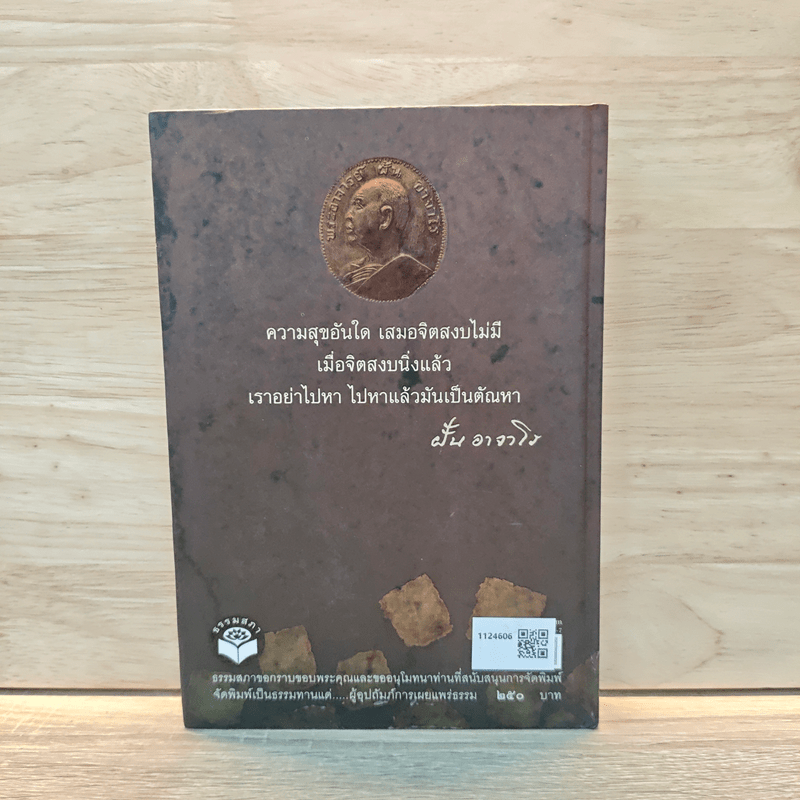 พระอาจารย์ ฝั้น อาจาโร
ความสุขอันใด เสมอจิตสงบไม่มี
เมื่อจิตสงบนิ่งแล้ว
เราอย่าไปหา ไปหาแล้วมันเป็นตัณหา
ฝั้น อาจาโร
ธรรมสภา
1124606
ธรรมสภาขอกราบขอบพระคุณและขออนุโมทนาท่านที่สนับสนุนการจัดพิมพ์
จัดพิมพ์เป็นธรรมทานแด่.....ผู้อุปถัมภ์การเผยแพร่ธรรม ๒๕๐ บาท